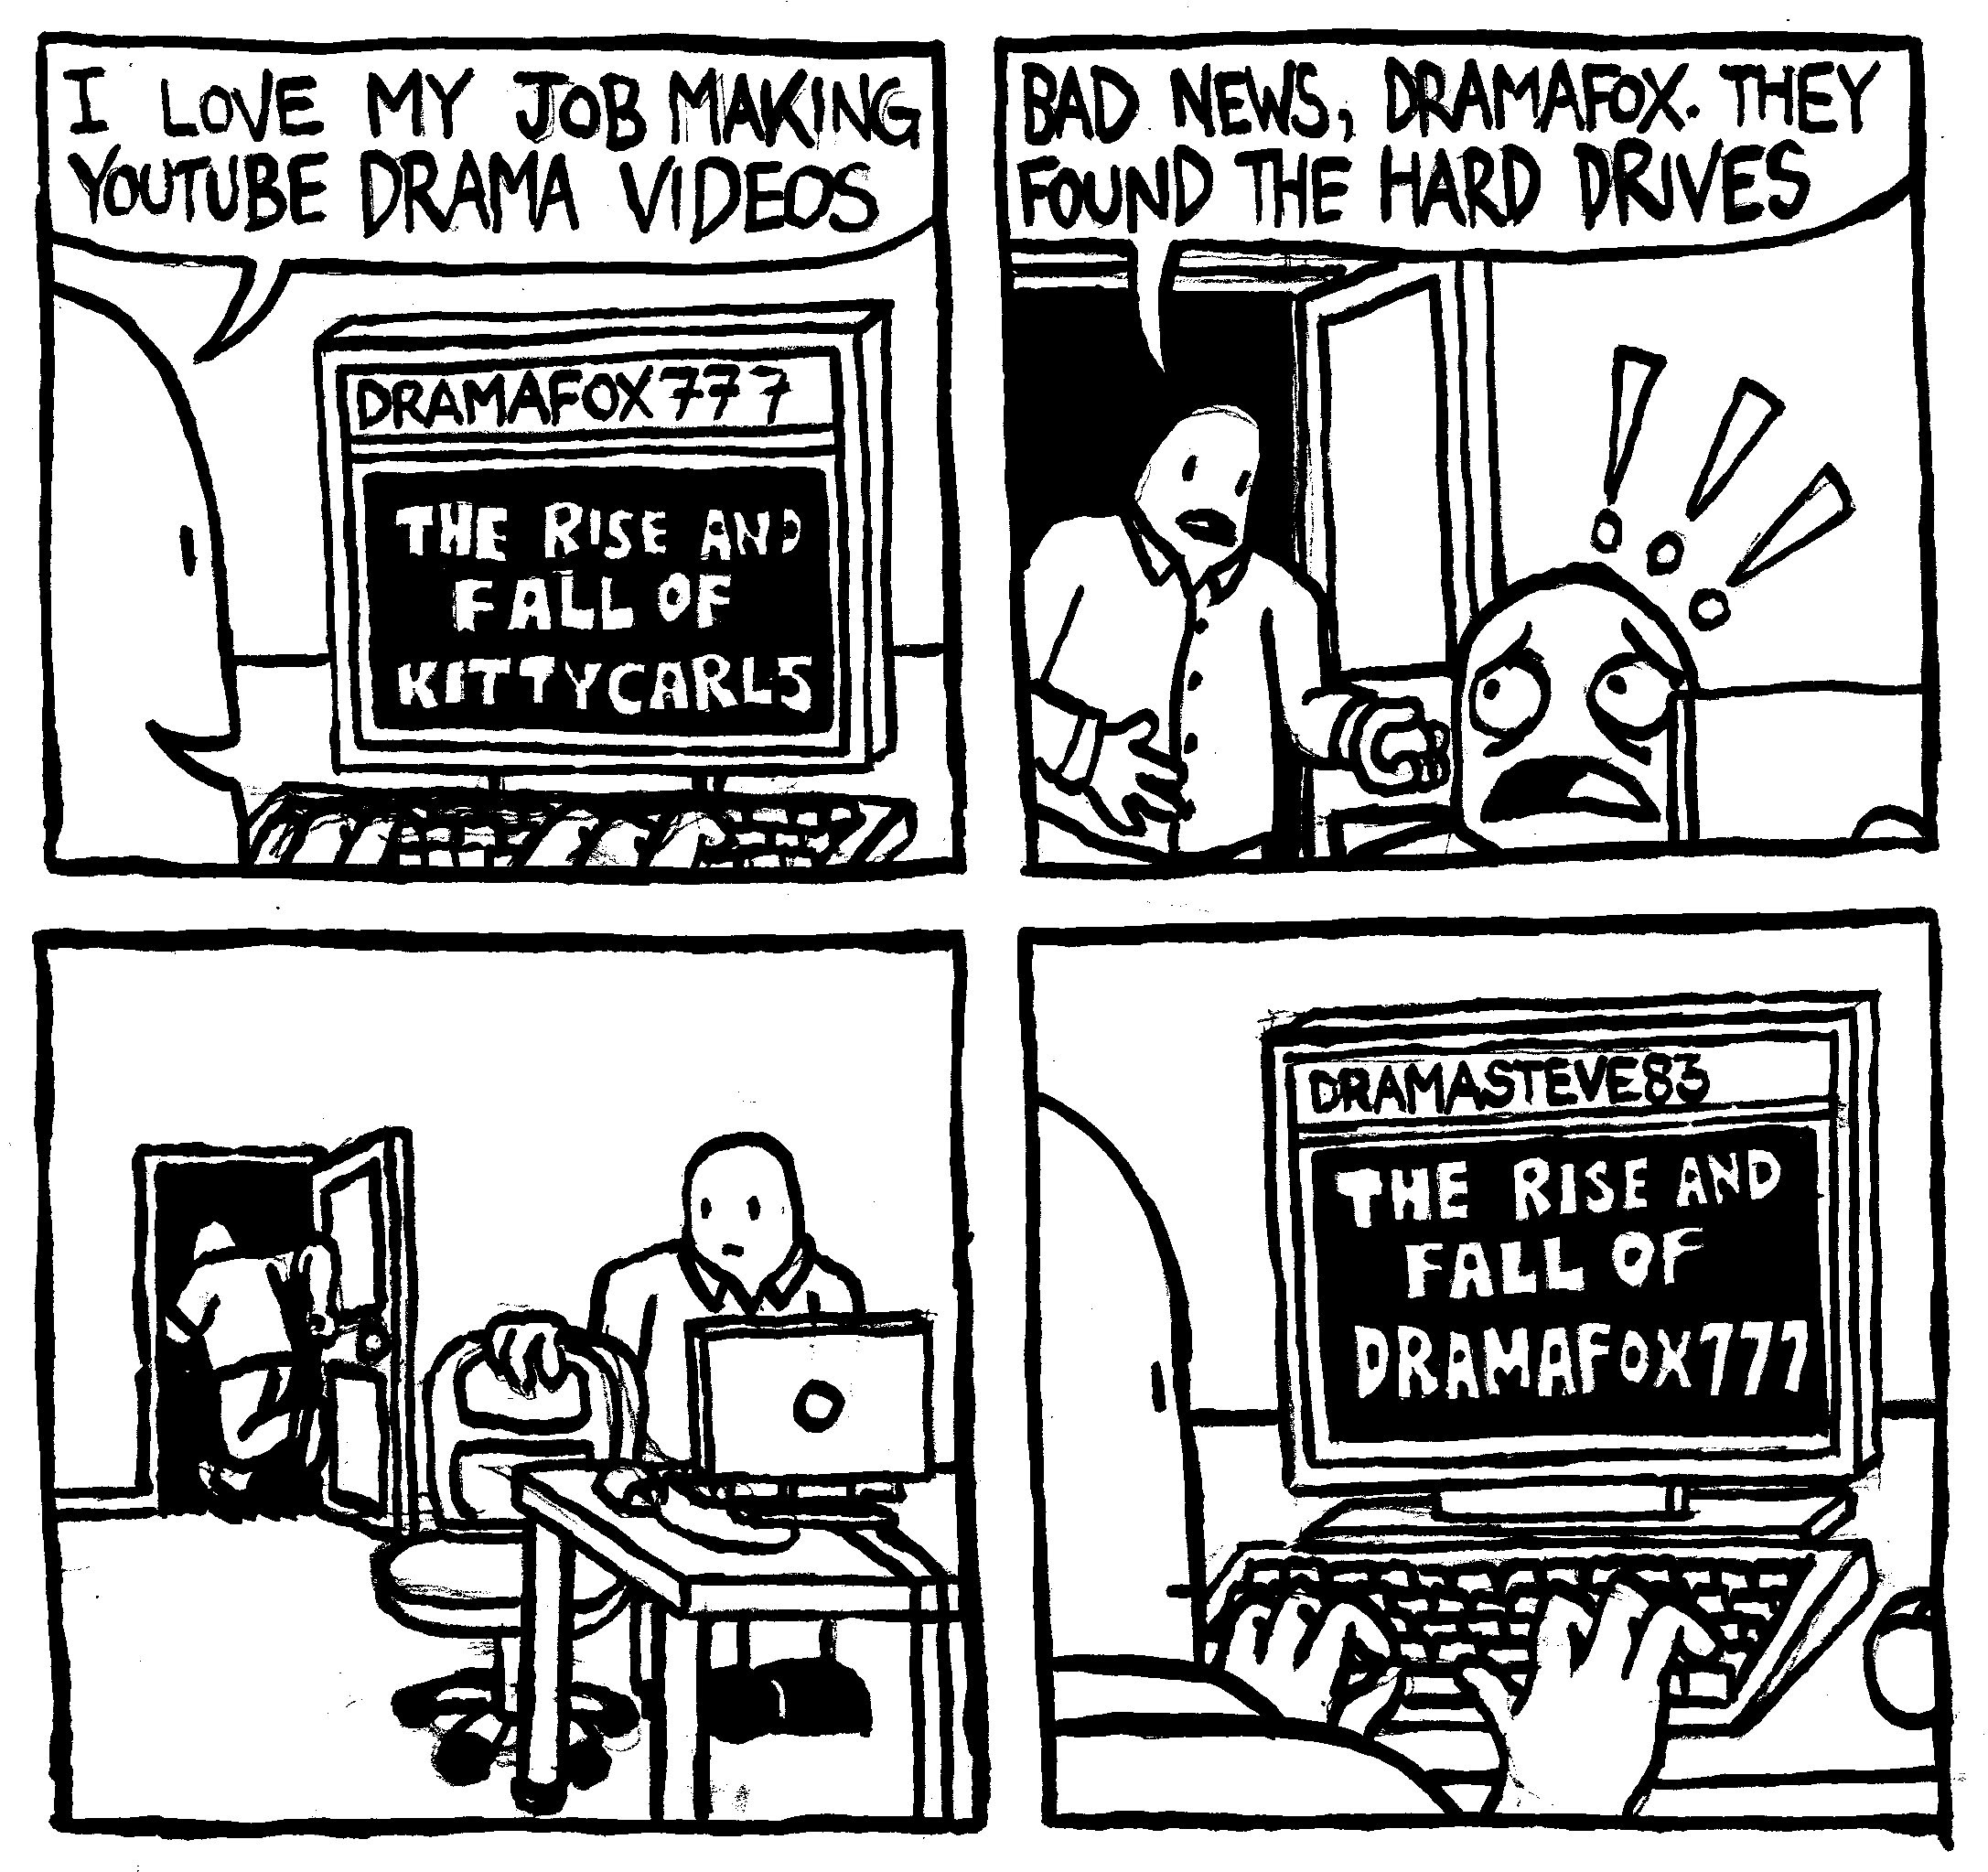 I LOVE MY JOB MAKING
YOUTUBE DRAMA VIDEOS
DRAMAFOX777
THE RISE AND
FALL OF
KITTYCARL5
BAD NEWS, DRAMAFOX. THEY
FOUND THE HARD DRIVES
! ! !
DRAMASTEVE83
THE RISE AND
FALL OF
DRAMAFOX777